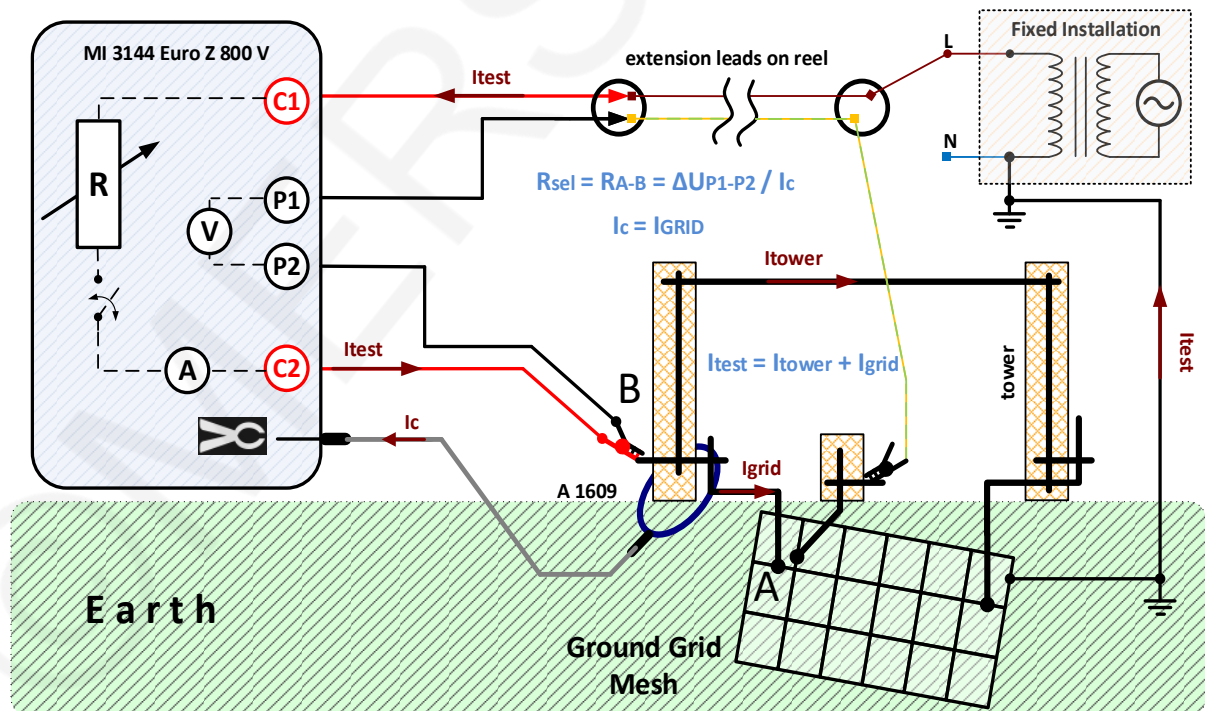 MI 3144 Euro Z 800 V
Fixed Installation
L
extension leads on reel
Itest
C1
N
R
P1
Rsel = RA-B = ΔUP1-P2 / Ic
V
Ic = IGRID
P2
Itower
Itest
Itest
C2
A
Itest = Itower + Igrid
tower
B
Ic
Igrid
A 1609
A
Earth
Ground Grid
Mesh